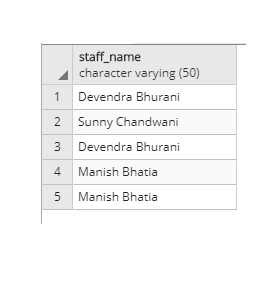 staff_name
character varying (50)
1 Devendra Bhurani
2 Sunny Chandwani
3 Devendra Bhurani
4 Manish Bhatia
5 Manish Bhatia